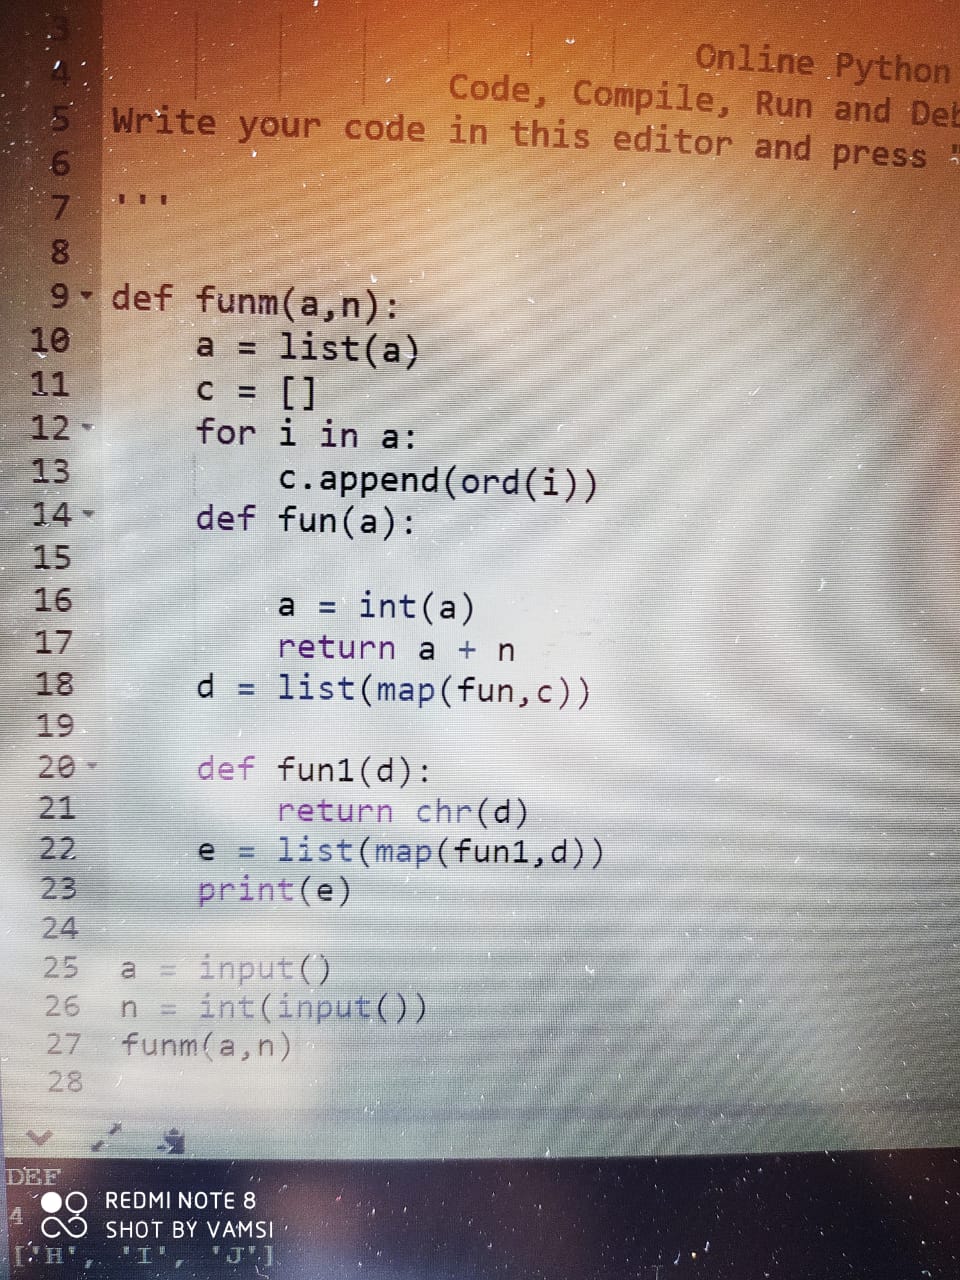 3
4 Online Python
5 Code, Compile, Run and Deb
Write your code in this editor and press "
6
7 '''
8
9 def funm(a,n):
10 a = list(a)
11 c = []
12 for i in a:
13 c.append(ord(i))
14 def fun(a):
15
16 a = int(a)
17 return a + n
18 d = list(map(fun,c))
19
20 def fun1(d):
21 return chr(d)
22 e = list(map(fun1,d))
23 print(e)
24
25 a = input()
26 n = int(input())
27 funm(a,n)
28
DEF
4
REDMI NOTE 8
SHOT BY VAMSI
['H', 'I', 'J']